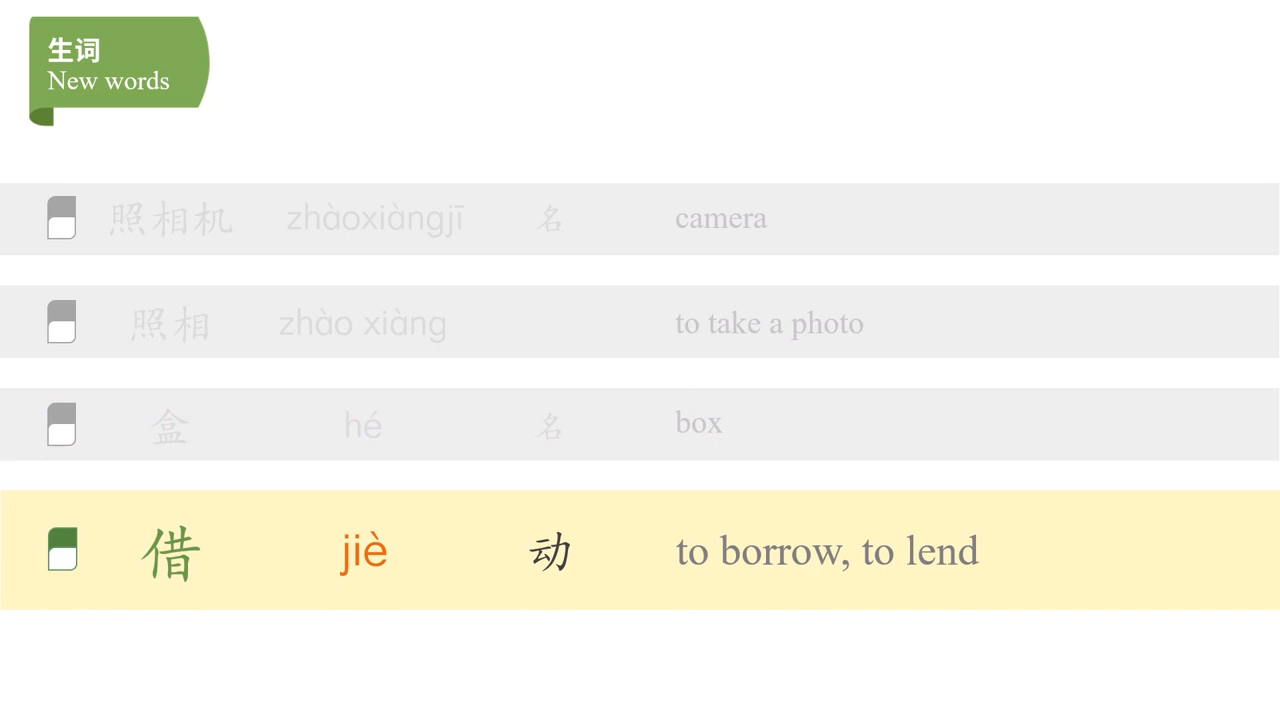 生词
New words
照相机 zhàoxiàngjī 名 camera
照相 zhào xiàng to take a photo
盒 hé 名 box
借 jiè 动 to borrow, to lend